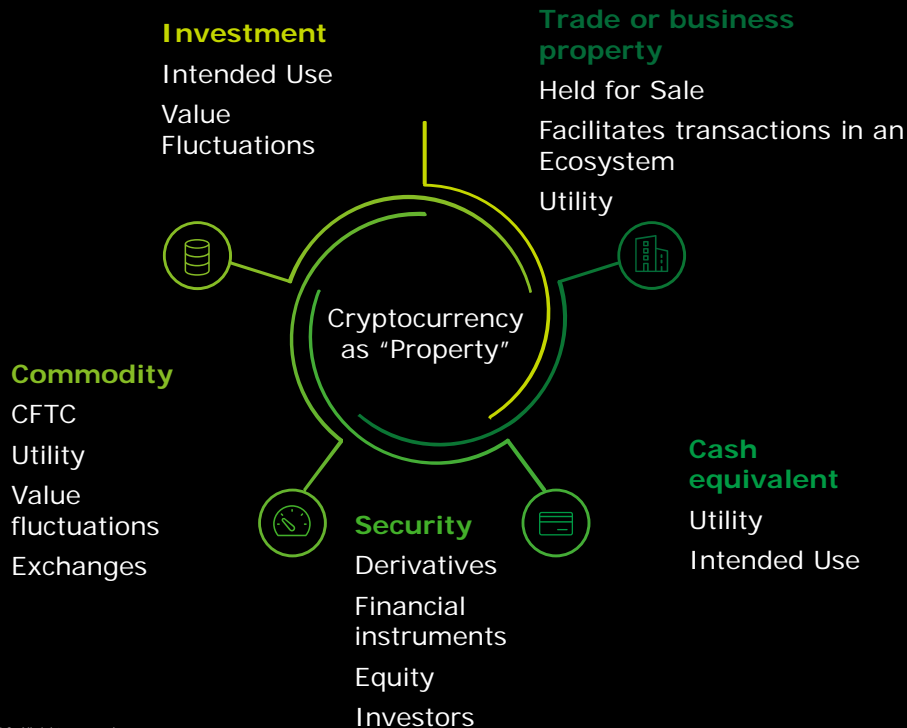 Investment
Intended Use
Value
Fluctuations
Trade or business
property
Held for Sale
Facilitates transactions in an
Ecosystem
Utility
Cryptocurrency
as “Property”
Commodity
CFTC
Utility
Value
fluctuations
Exchanges
Security
Derivatives
Financial
instruments
Equity
Investors
Cash
equivalent
Utility
Intended Use